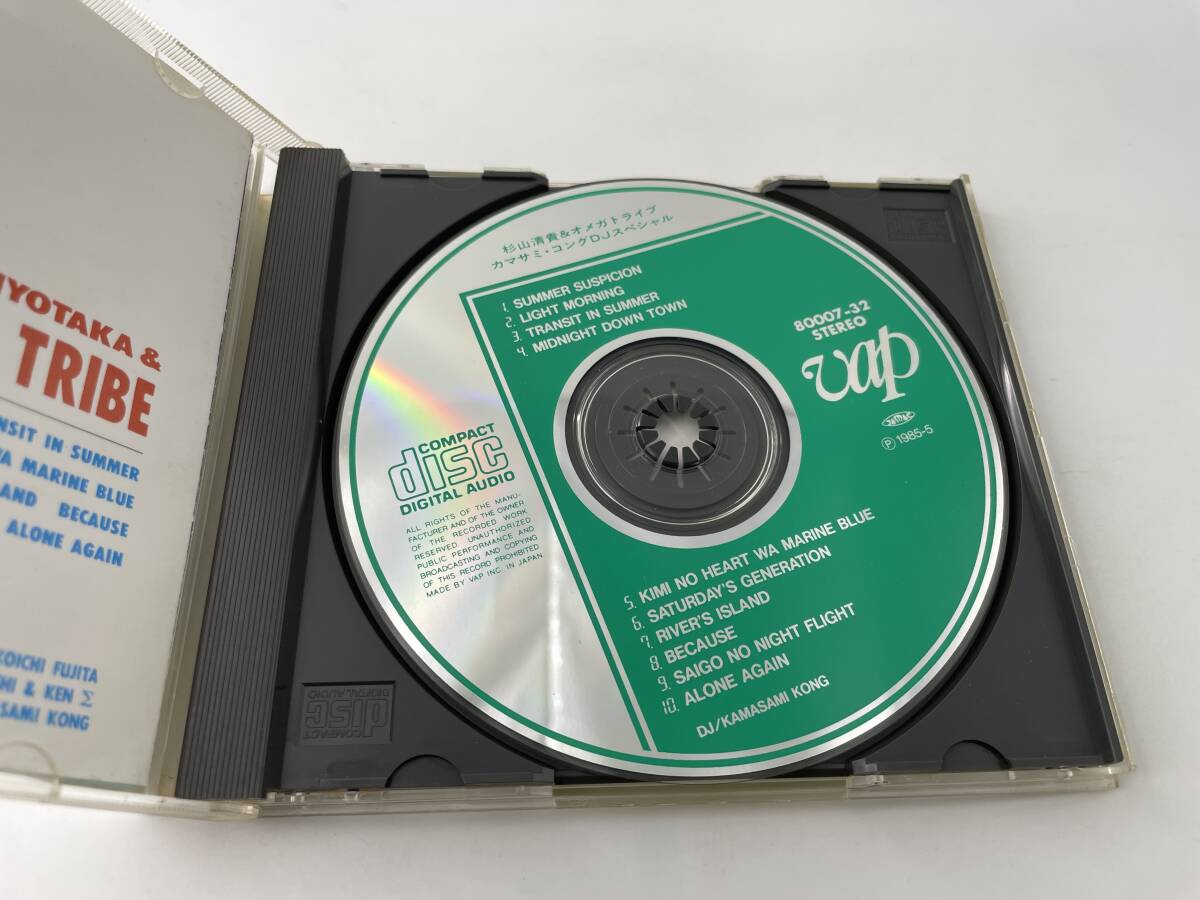 IYOTAKA &
TRIBE
NSIT IN SUMMER
WA MARINE BLUE
AND BECAUSE
ALONE AGAIN
KOICHI FUJITA
HI & KEN Σ
SAMI KONG
杉山清貴&オメガトライブ
カマサミ・コングDJスペシャル
1. SUMMER SUSPICION
2. LIGHT MORNING
3. TRANSIT IN SUMMER
4. MIDNIGHT DOWN TOWN
80007-32
STEREO
vap
℗ 1985-5
COMPACT
disc
DIGITAL AUDIO
ALL RIGHTS OF THE MANU-
FACTURER AND OF THE OWNER
OF THE RECORDED WORK
RESERVED UNAUTHORIZED
PUBLIC PERFORMANCE AND
BROADCASTING AND COPYING
OF THIS RECORD PROHIBITED
MADE BY VAP INC. IN JAPAN
5. KIMI NO HEART WA MARINE BLUE
6. SATURDAY'S GENERATION
7. RIVER'S ISLAND
8. BECAUSE
9. SAIGO NO NIGHT FLIGHT
10. ALONE AGAIN
DJ/KAMASAMI KONG
COMPACT
disc
DIGITAL AUDIO